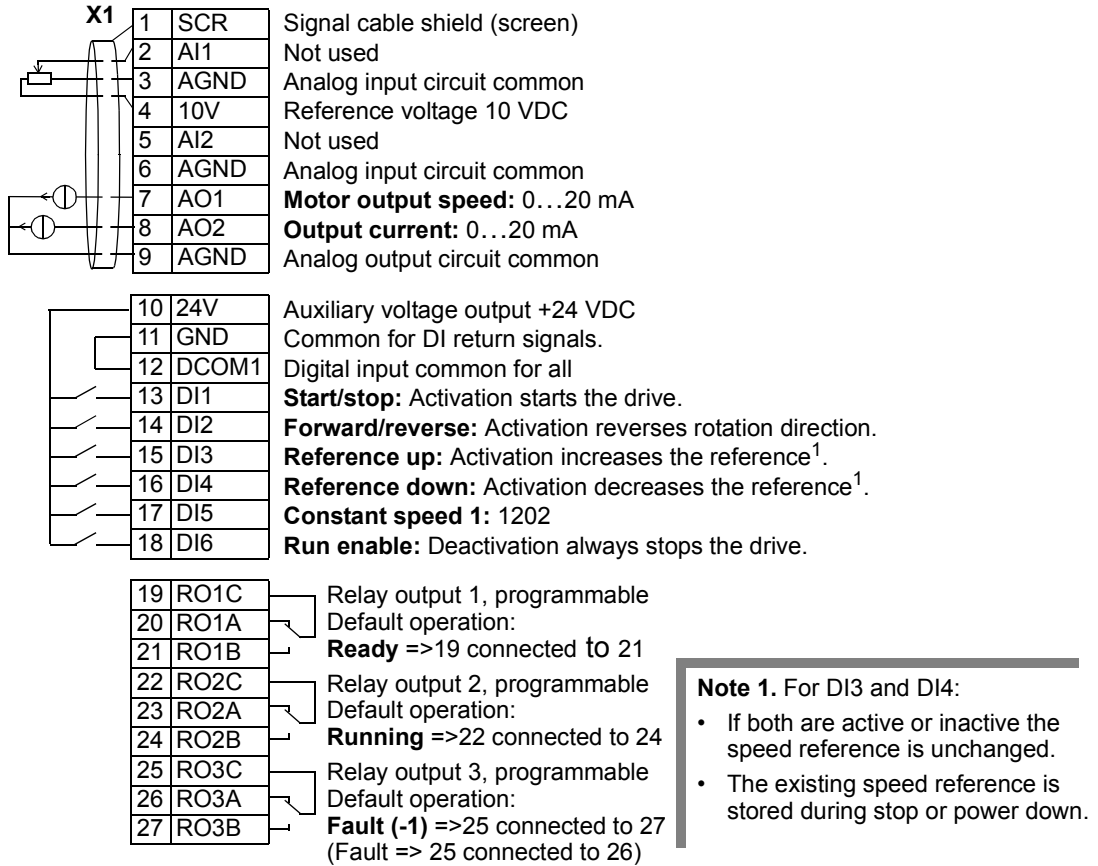 X1
1 SCR Signal cable shield (screen)
2 AI1 Not used
3 AGND Analog input circuit common
4 10V Reference voltage 10 VDC
5 AI2 Not used
6 AGND Analog input circuit common
7 AO1 Motor output speed: 0…20 mA
8 AO2 Output current: 0…20 mA
9 AGND Analog output circuit common
10 24V Auxiliary voltage output +24 VDC
11 GND Common for DI return signals.
12 DCOM1 Digital input common for all
13 DI1 Start/stop: Activation starts the drive.
14 DI2 Forward/reverse: Activation reverses rotation direction.
15 DI3 Reference up: Activation increases the reference1.
16 DI4 Reference down: Activation decreases the reference1.
17 DI5 Constant speed 1: 1202
18 DI6 Run enable: Deactivation always stops the drive.
19 RO1C Relay output 1, programmable
20 RO1A Default operation:
21 RO1B Ready =>19 connected to 21
22 RO2C Relay output 2, programmable
23 RO2A Default operation:
24 RO2B Running =>22 connected to 24
25 RO3C Relay output 3, programmable
26 RO3A Default operation:
27 RO3B Fault (-1) =>25 connected to 27
(Fault => 25 connected to 26)
Note 1. For DI3 and DI4:
• If both are active or inactive the
speed reference is unchanged.
• The existing speed reference is
stored during stop or power down.